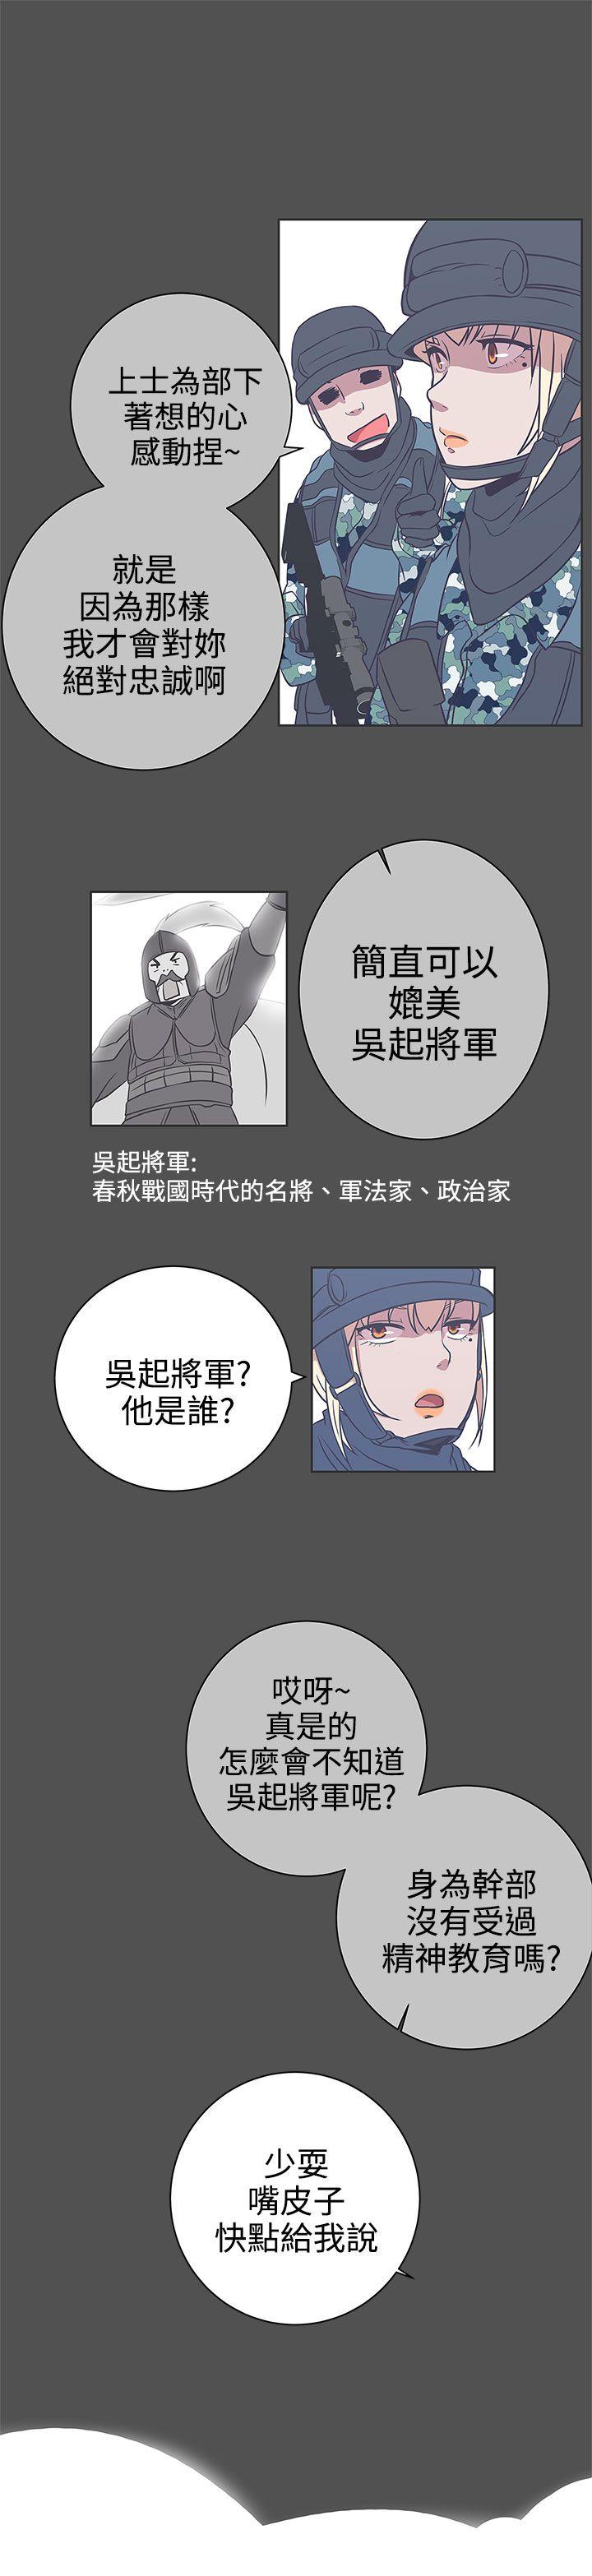 上士為部下
著想的心
感動捏~
就是
因為那樣
我才會對妳
絕對忠誠啊
簡直可以
媲美
吳起將軍
吳起將軍:
春秋戰國時代的名將、軍法家、政治家
吳起將軍?
他是誰?
哎呀~
真是的
怎麼會不知道
吳起將軍呢?
身為幹部
沒有受過
精神教育嗎?
少耍
嘴皮子
快點給我說